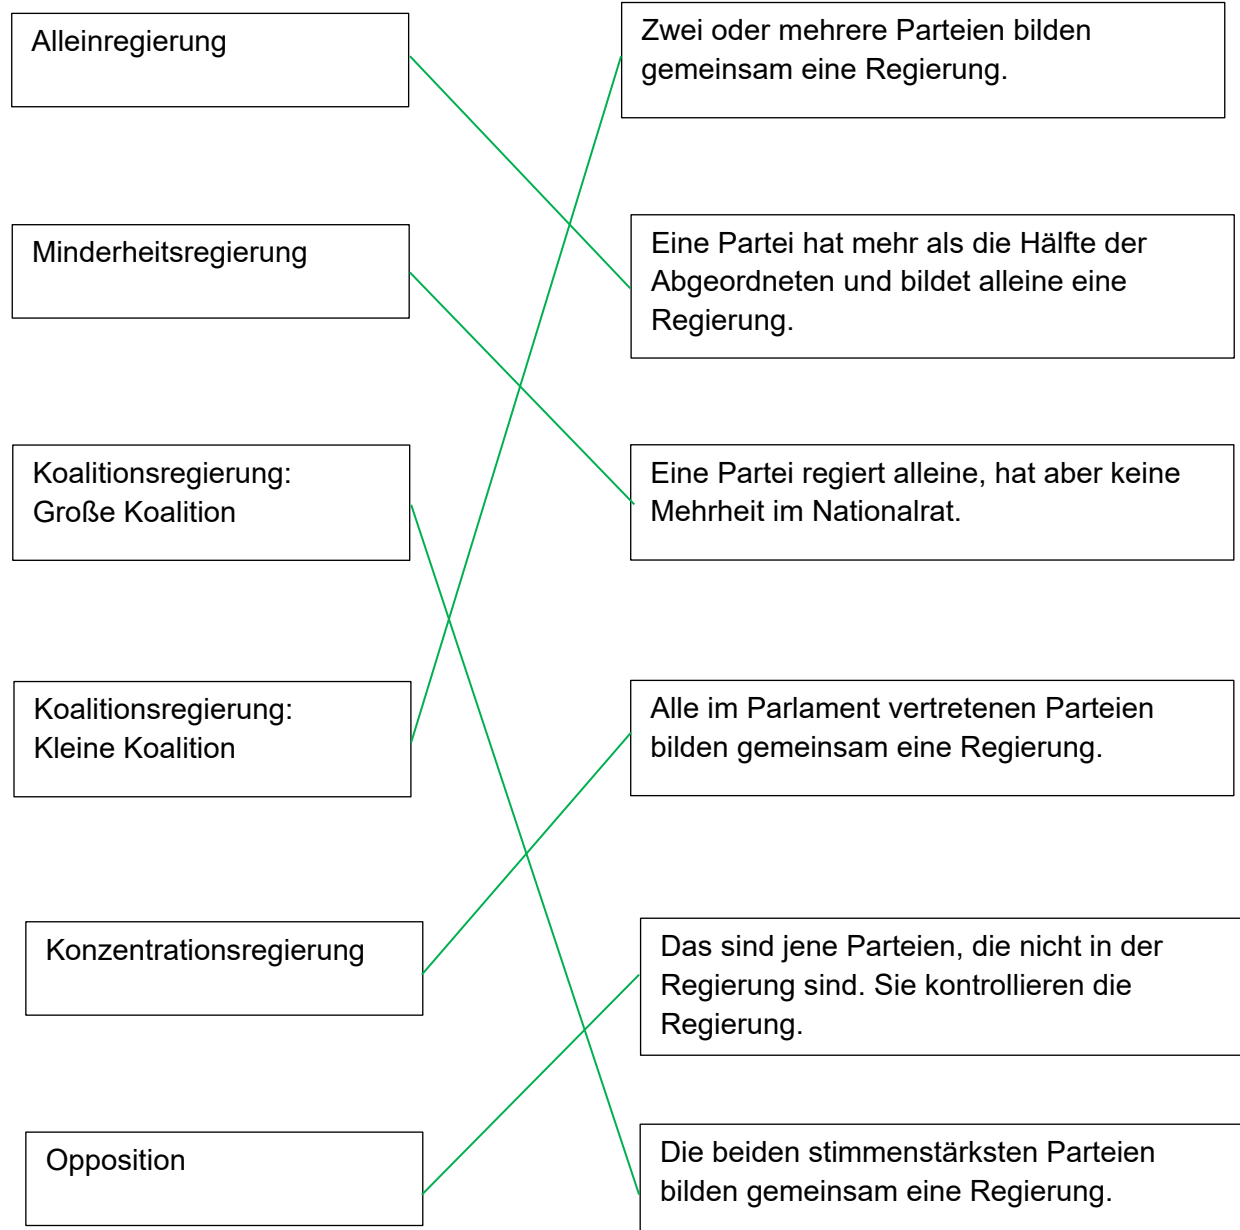 Alleinregierung
Zwei oder mehrere Parteien bilden
gemeinsam eine Regierung.
Minderheitsregierung
Eine Partei hat mehr als die Hälfte der
Abgeordneten und bildet alleine eine
Regierung.
Koalitionsregierung:
Große Koalition
Eine Partei regiert alleine, hat aber keine
Mehrheit im Nationalrat.
Koalitionsregierung:
Kleine Koalition
Alle im Parlament vertretenen Parteien
bilden gemeinsam eine Regierung.
Konzentrationsregierung
Das sind jene Parteien, die nicht in der
Regierung sind. Sie kontrollieren die
Regierung.
Opposition
Die beiden stimmenstärksten Parteien
bilden gemeinsam eine Regierung.